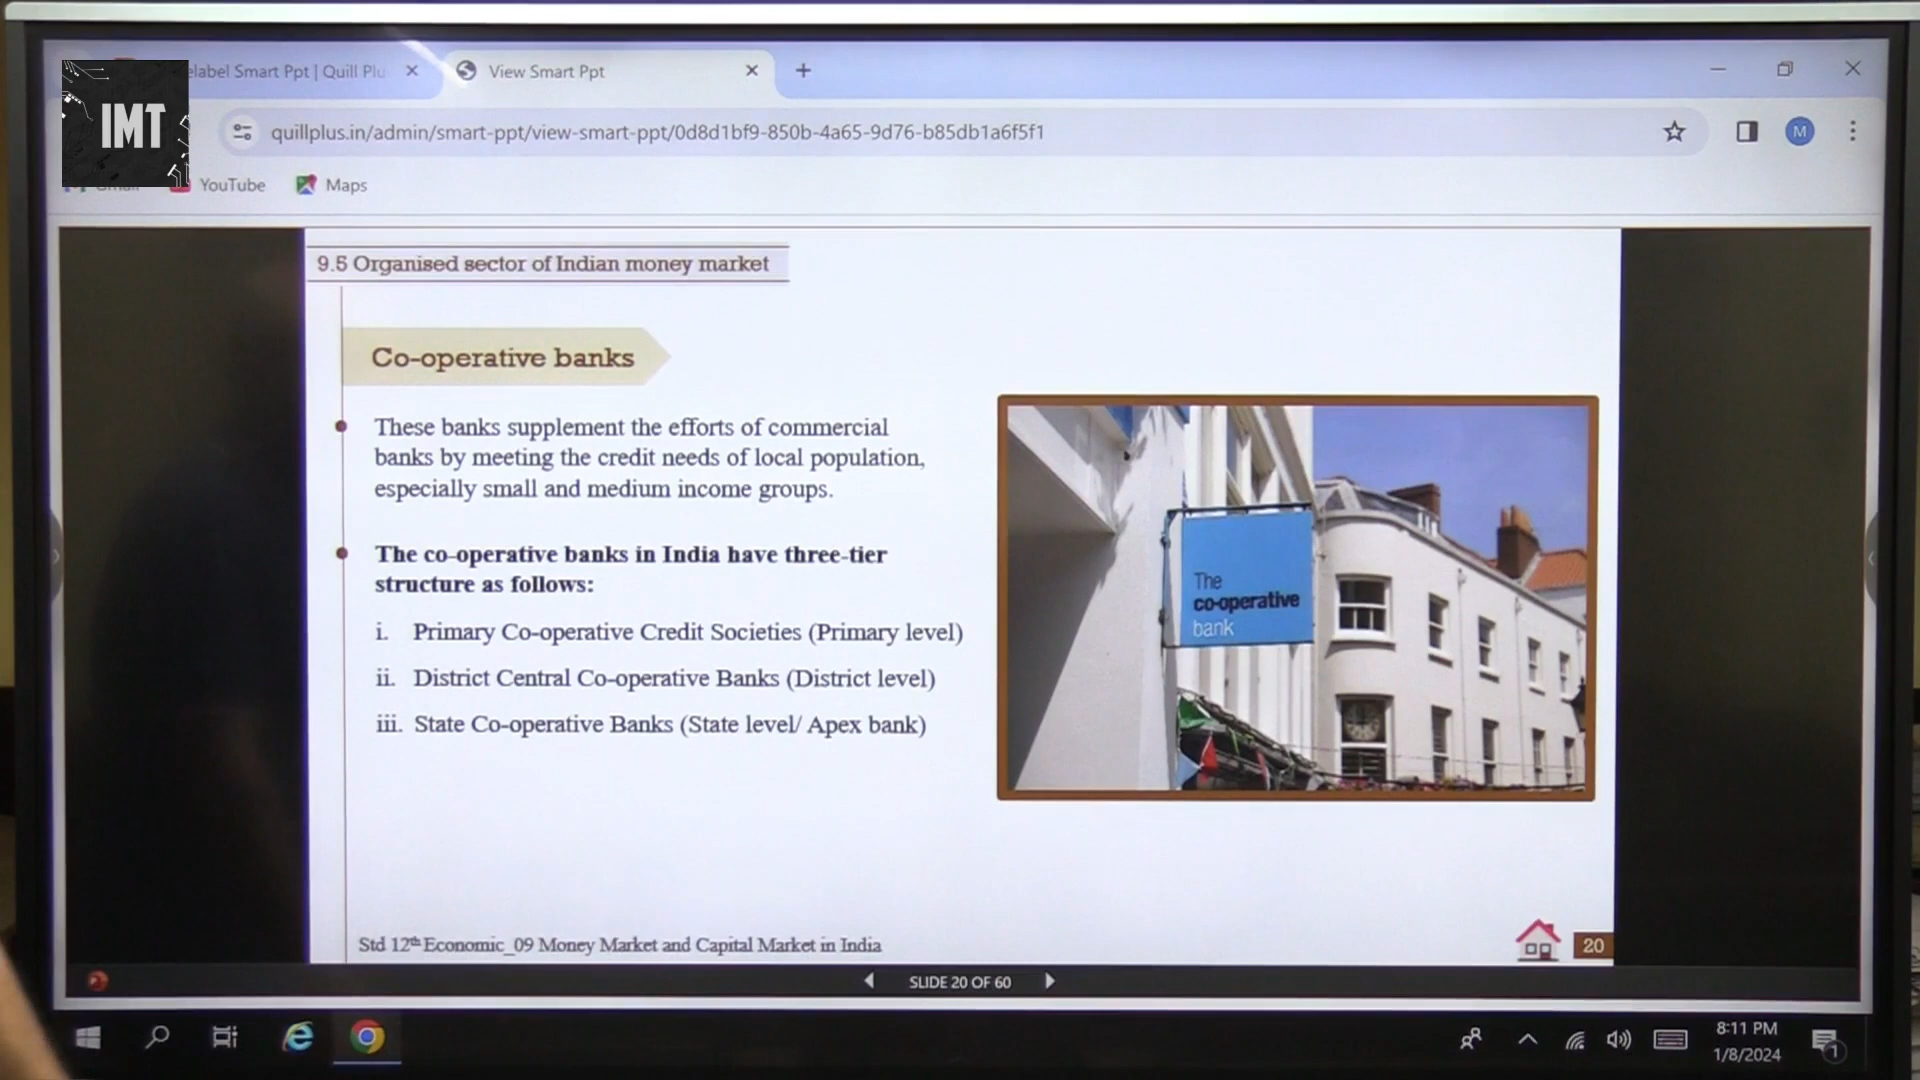 elabel Smart Ppt | Quill Plu
View Smart Ppt
IMT
quillplus.in/admin/smart-ppt/view-smart-ppt/0d8d1bf9-850b-4a65-9d76-b85db1a6f5f1
M
YouTube
Maps
9.5 Organised sector of Indian money market
Co-operative banks
These banks supplement the efforts of commercial
banks by meeting the credit needs of local population,
especially small and medium income groups.
The co-operative banks in India have three-tier
structure as follows:
i. Primary Co-operative Credit Societies (Primary level)
ii. District Central Co-operative Banks (District level)
iii. State Co-operative Banks (State level/ Apex bank)
The
co-operative
bank
Std 12th Economic_09 Money Market and Capital Market in India
20
SLIDE 20 OF 60
8:11 PM
1/8/2024
1